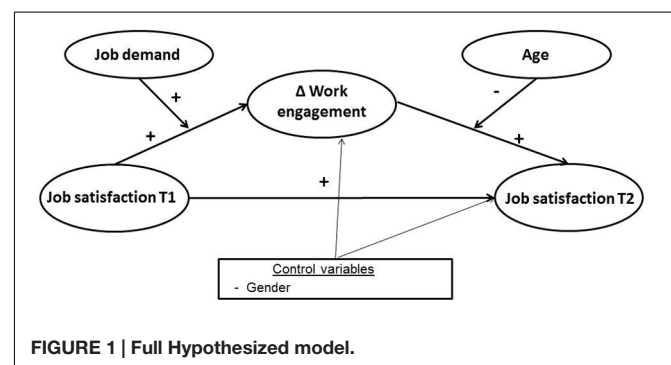 Job demand
Age
Δ Work
engagement
+
-
+
+
Job satisfaction T1
+
Job satisfaction T2
Control variables
- Gender
FIGURE 1 | Full Hypothesized model.